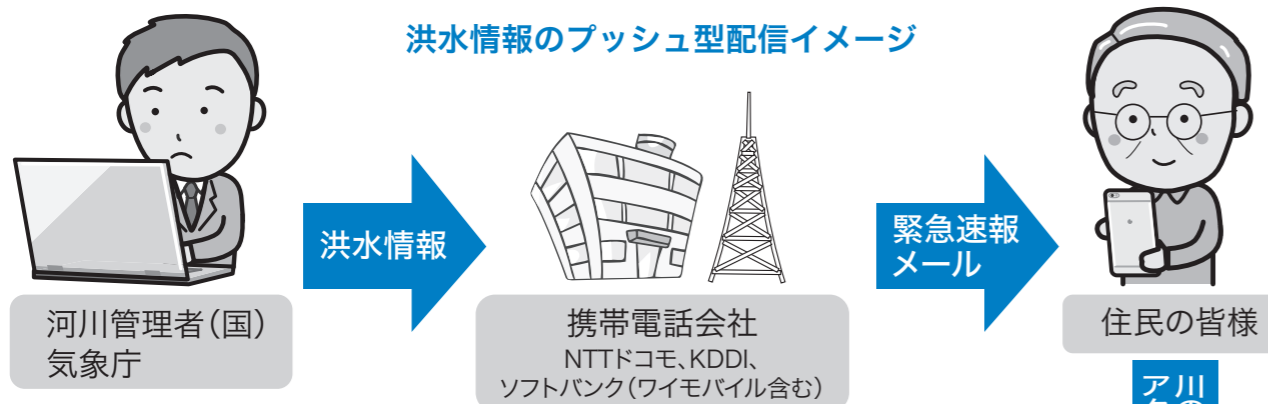 洪水情報のプッシュ型配信イメージ
洪水情報
緊急速報
メール
河川管理者(国)
気象庁
携帯電話会社
NTTドコモ、KDDI、
ソフトバンク(ワイモバイル含む)
住民の皆様
川の
ア